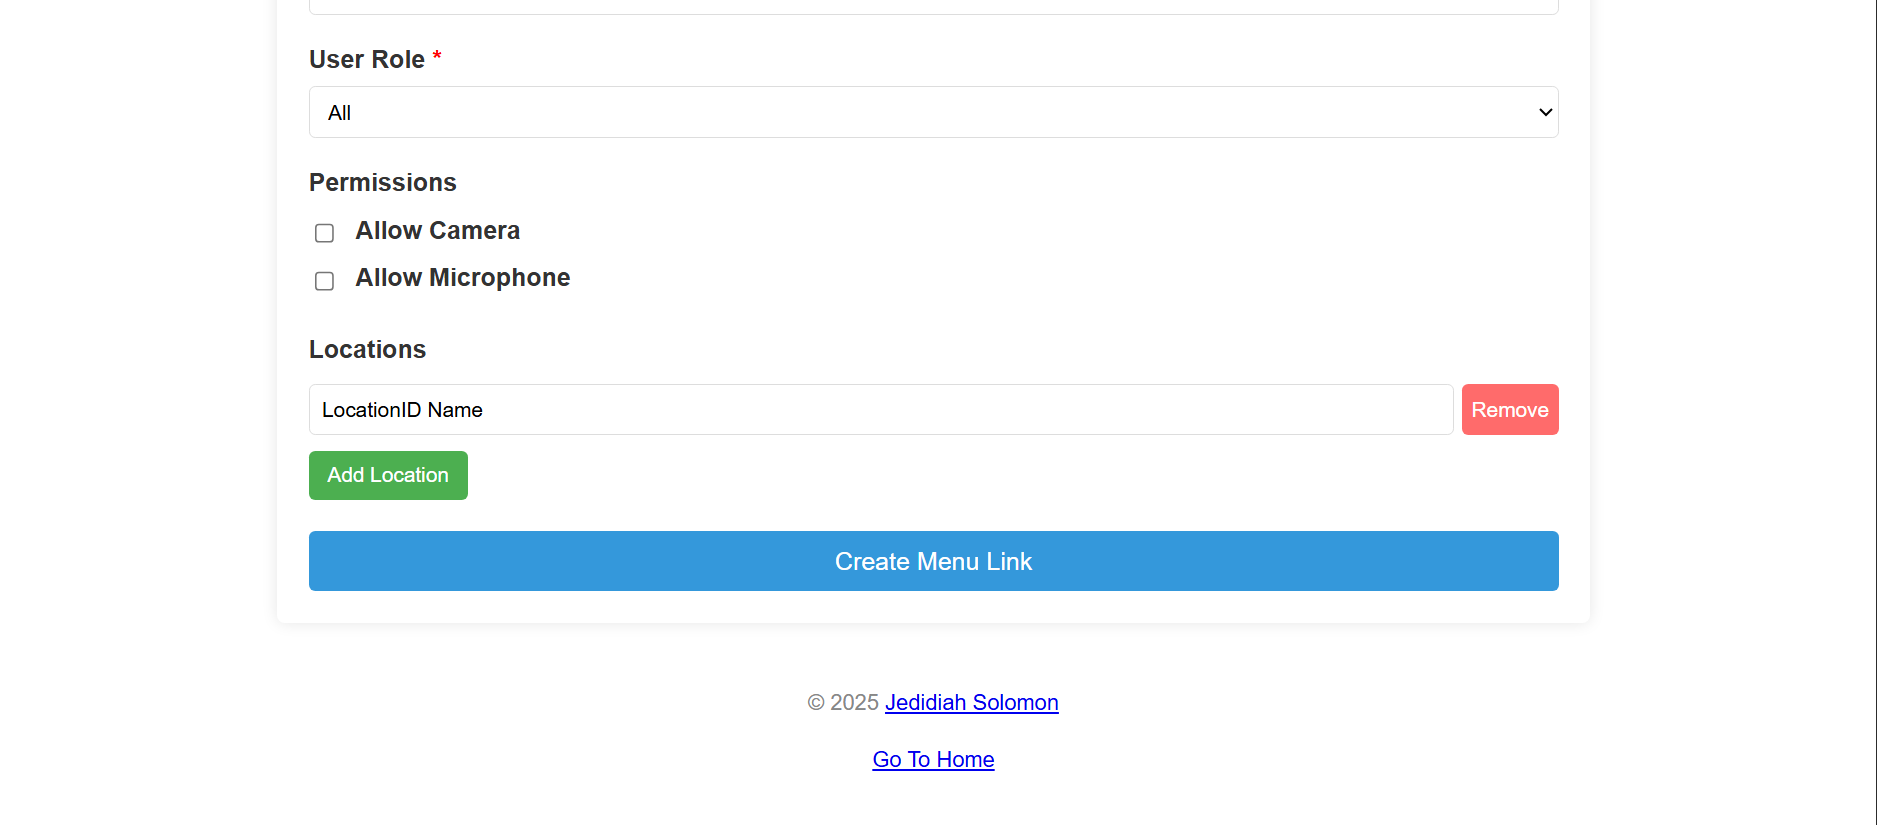 User Role *
All
Permissions
Allow Camera
Allow Microphone
Locations
LocationID Name
Remove
Add Location
Create Menu Link
© 2025 Jedidiah Solomon
Go To Home